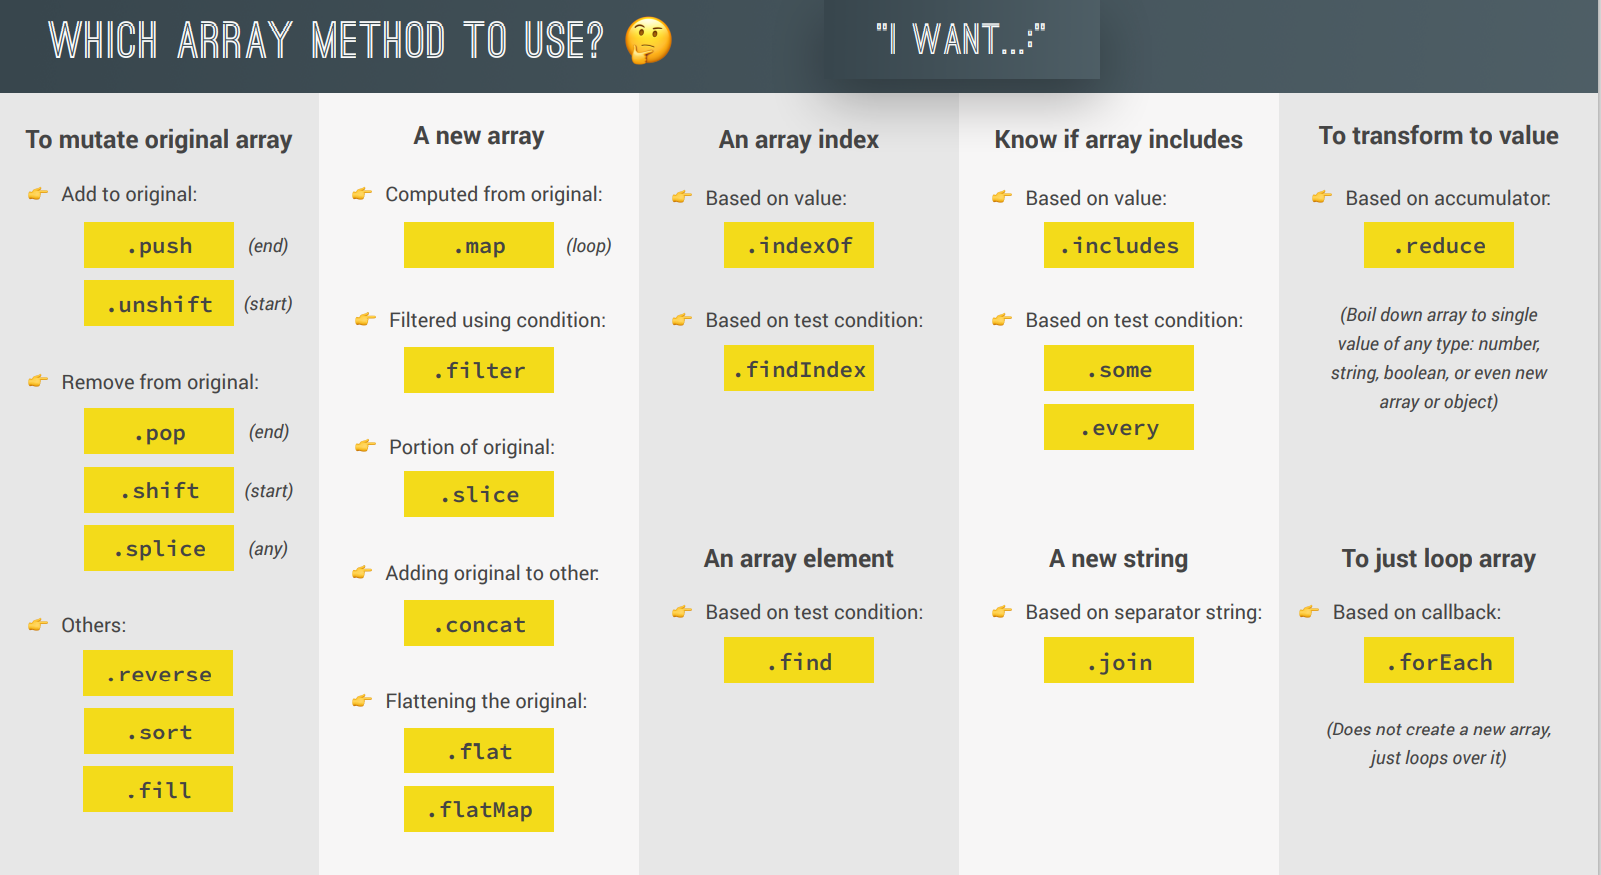 WHICH ARRAY METHOD TO USE? 🤔
"I WANT...:"
To mutate original array
👉 Add to original:
.push (end)
.unshift (start)
👉 Remove from original:
.pop (end)
.shift (start)
.splice (any)
👉 Others:
.reverse
.sort
.fill
A new array
👉 Computed from original:
.map (loop)
👉 Filtered using condition:
.filter
👉 Portion of original:
.slice
👉 Adding original to other:
.concat
👉 Flattening the original:
.flat
.flatMap
An array index
👉 Based on value:
.indexOf
👉 Based on test condition:
.findIndex
An array element
👉 Based on test condition:
.find
Know if array includes
👉 Based on value:
.includes
👉 Based on test condition:
.some
.every
A new string
👉 Based on separator string:
.join
To transform to value
👉 Based on accumulator:
.reduce
(Boil down array to single
value of any type: number,
string, boolean, or even new
array or object)
To just loop array
👉 Based on callback:
.forEach
(Does not create a new array,
just loops over it)